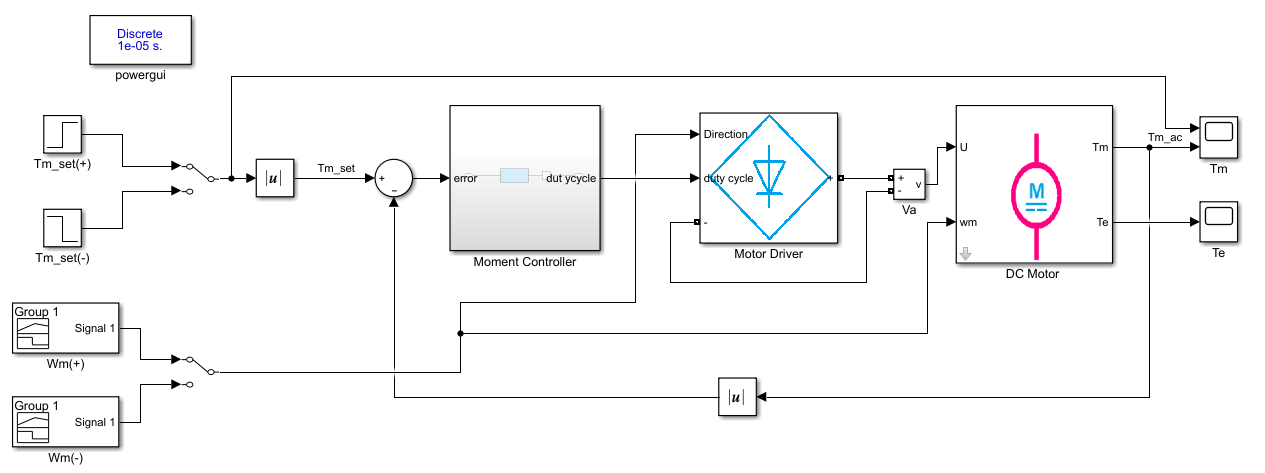 Discrete
1e-05 s.
powergui
Tm_set(+)
Tm_set(-)
|u|
Tm_set
+
−
error
dut ycycle
Moment Controller
Direction
duty cycle
+
-
Motor Driver
+
-
v
Va
U
wm
M
Tm
Te
DC Motor
Tm_ac
Tm
Te
Group 1
Signal 1
Wm(+)
Group 1
Signal 1
Wm(-)
|u|